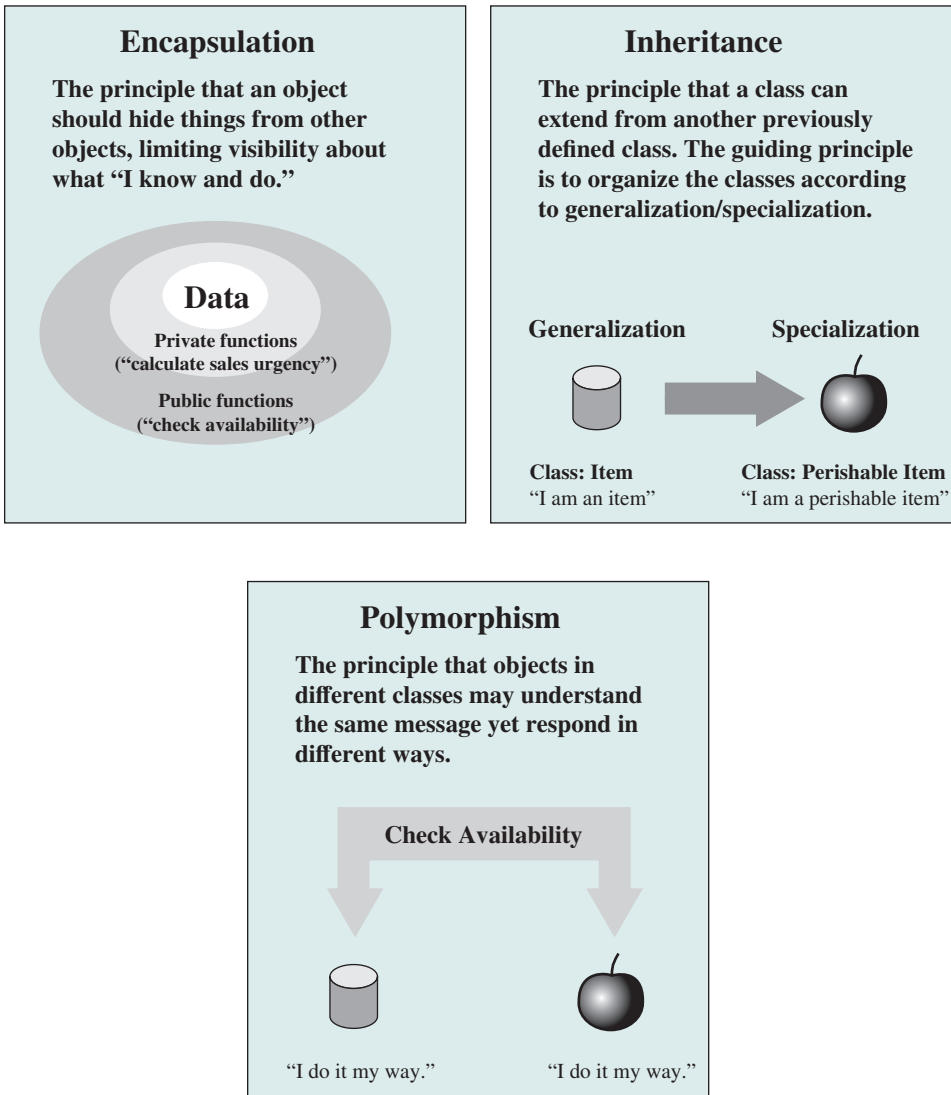 Encapsulation
The principle that an object
should hide things from other
objects, limiting visibility about
what “I know and do.”
Data
Private functions
(“calculate sales urgency”)
Public functions
(“check availability”)
Inheritance
The principle that a class can
extend from another previously
defined class. The guiding principle
is to organize the classes according
to generalization/specialization.
Generalization
Specialization
Class: Item
“I am an item”
Class: Perishable Item
“I am a perishable item”
Polymorphism
The principle that objects in
different classes may understand
the same message yet respond in
different ways.
Check Availability
“I do it my way.”
“I do it my way.”